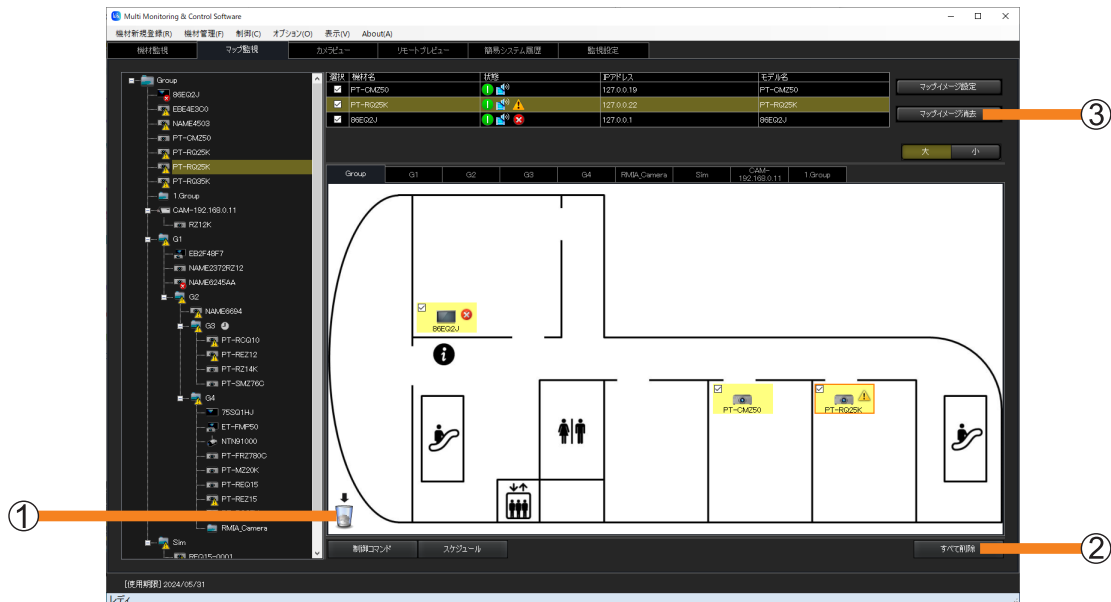 Multi Monitoring & Control Software
機材新規登録(R) 機材管理(F) 制御(C) オプション(O) 表示(V) About(A)
機材監視 マップ監視 カメラビュー リモートプレビュー 簡易システム履歴 監視設定
Group
86EQ2J
EBE4E3C0
NAME4503
PT-CMZ50
PT-RQ25K
PT-RQ25K
PT-RQ35K
1.Group
CAM-192.168.0.11
RZ12K
G1
EB2F48F7
NAME2372RZ12
NAME6245AA
G2
NAME6694
G3
PT-RCQ10
PT-REZ12
PT-RZ14K
PT-SMZ76C
G4
75SQ1HJ
ET-FMP50
NTN91000
PT-FRZ780C
PT-MZ20K
PT-REQ15
PT-REZ15
RMIA_Camera
Sim
REQ15-0001
選択 機材名 状態 IPアドレス モデル名
PT-CMZ50 127.0.0.19 PT-CMZ50
PT-RQ25K 127.0.0.22 PT-RQ25K
86EQ2J 127.0.0.1 86EQ2J
マップイメージ設定
マップイメージ消去
③
大 小
Group G1 G2 G3 G4 RMIA_Camera Sim CAM-192.168.0.11 1.Group
86EQ2J
i
PT-CMZ50
PT-RQ25K
①
制御コマンド スケジュール すべて削除
②
[使用期限] 2024/05/31
レディ